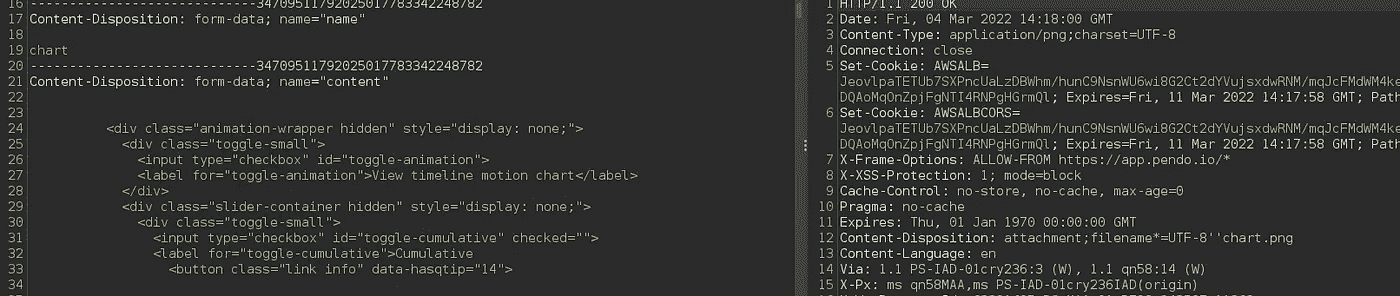 16 -----------------------------347095117920250177833422 48782
17 Content-Disposition: form-data; name="name"
18
19 chart
20 -----------------------------34709511792025017783342248782
21 Content-Disposition: form-data; name="content"
22
23
24 <div class="animation-wrapper hidden" style="display: none;">
25 <div class="toggle-small">
26 <input type="checkbox" id="toggle-animation">
27 <label for="toggle-animation">View timeline motion chart</label>
28 </div>
29 <div class="slider-container hidden" style="display: none;">
30 <div class="toggle-small">
31 <input type="checkbox" id="toggle-cumulative" checked="">
32 <label for="toggle-cumulative">Cumulative
33 <button class="link info" data-hasqtip="14">
34
1 HTTP/1.1 200 OK
2 Date: Fri, 04 Mar 2022 14:18:00 GMT
3 Content-Type: application/png;charset=UTF-8
4 Connection: close
5 Set-Cookie: AWSALB=
JeovlpaTETUb7SXPncUaLzDBWhm/hunC9NsnWU6wi8G2Ct2dYVujsxdwRNM/mqJcFMdWM4ke
DQAoMqOnZpjFgNTI4RNPgHGrmQl; Expires=Fri, 11 Mar 2022 14:17:58 GMT; Path
6 Set-Cookie: AWSALBCORS=
JeovlpaTETUb7SXPncUaLzDBWhm/hunC9NsnWU6wi8G2Ct2dYVujsxdwRNM/mqJcFMdWM4ke
DQAoMqOnZpjFgNTI4RNPgHGrmQl; Expires=Fri, 11 Mar 2022 14:17:58 GMT; Path
7 X-Frame-Options: ALLOW-FROM https://app.pendo.io/*
8 X-XSS-Protection: 1; mode=block
9 Cache-Control: no-store, no-cache, max-age=0
10 Pragma: no-cache
11 Expires: Thu, 01 Jan 1970 00:00:00 GMT
12 Content-Disposition: attachment;filename*=UTF-8''chart.png
13 Content-Language: en
14 Via: 1.1 PS-IAD-01cry236:3 (W), 1.1 qn58:14 (W)
15 X-Px: ms qn58MAA,ms PS-IAD-01cry236IAD(origin)